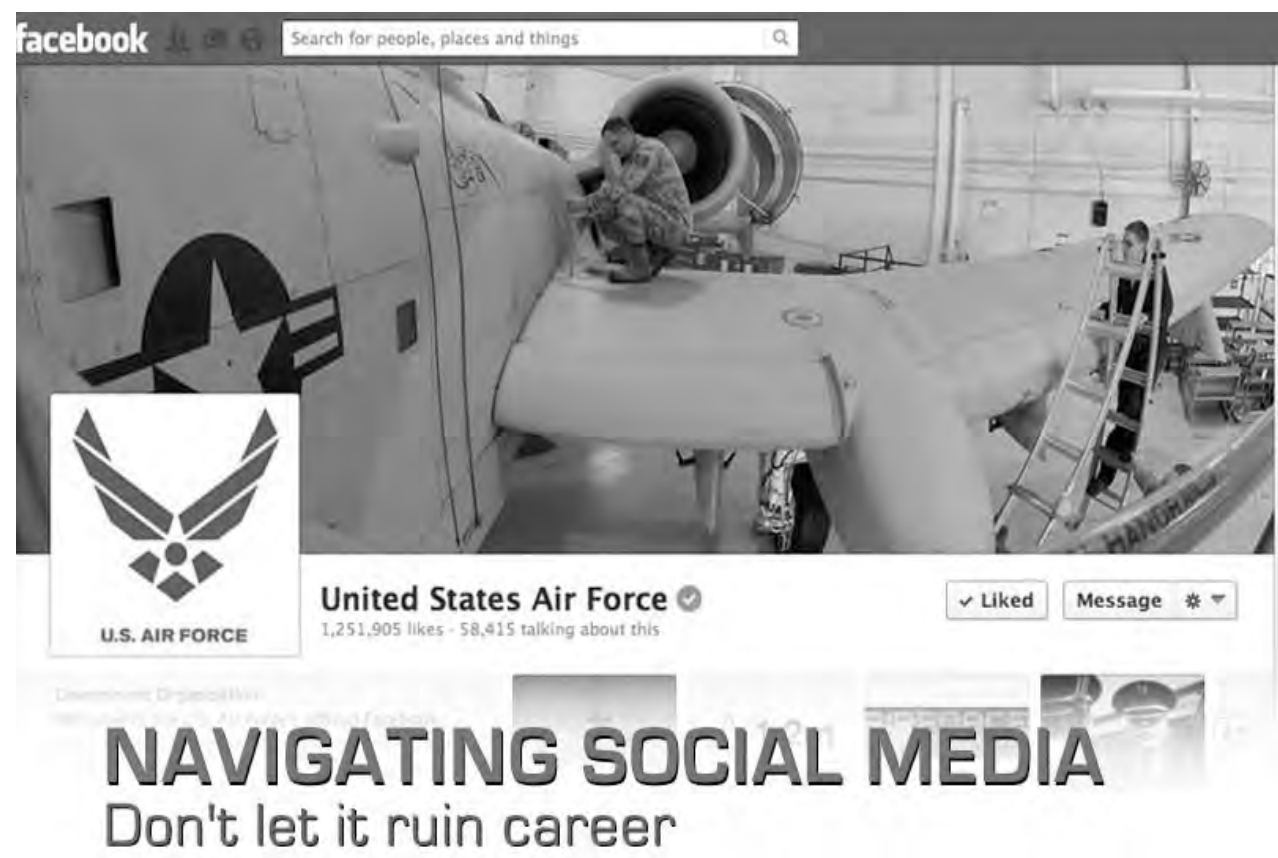 facebook
Search for people, places and things
HANDRAIL
U.S. AIR FORCE
United States Air Force
1,251,905 likes · 58,415 talking about this
✓ Liked
Message
NAVIGATING SOCIAL MEDIA
Don't let it ruin career